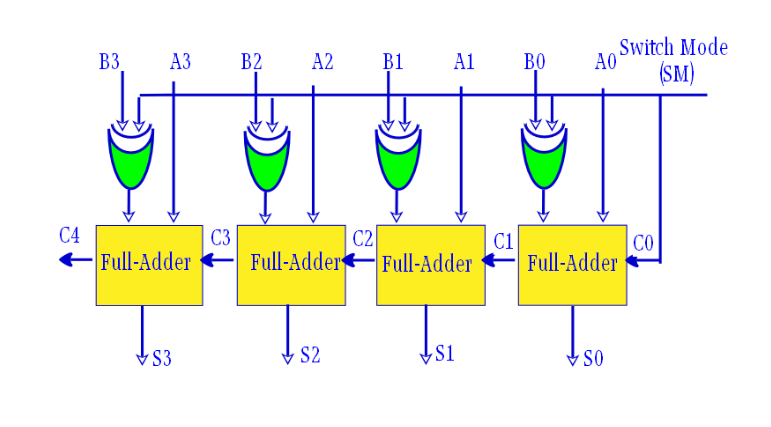 B3 A3 B2 A2 B1 A1 B0 A0 Switch Mode
(SM)
C4 C3 C2 C1 C0
Full-Adder Full-Adder Full-Adder Full-Adder
S3 S2 S1 S0